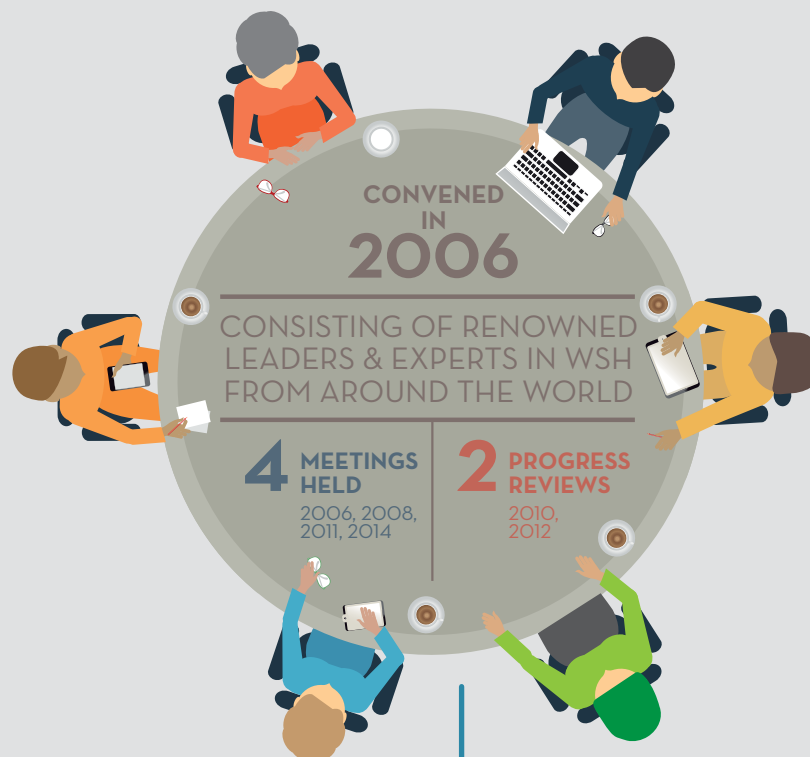 CONVENED
IN
2006
CONSISTING OF RENOWNED
LEADERS & EXPERTS IN WSH
FROM AROUND THE WORLD
4 MEETINGS
HELD
2006, 2008,
2011, 2014
2 PROGRESS
REVIEWS
2010,
2012